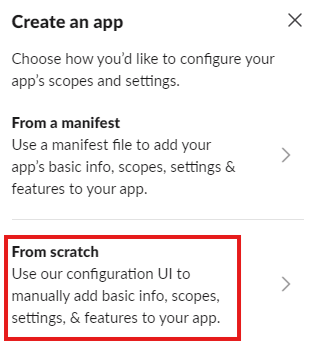 Create an app
Choose how you'd like to configure your
app's scopes and settings.
From a manifest
Use a manifest file to add your
app's basic info, scopes, settings &
features to your app.
From scratch
Use our configuration UI to
manually add basic info, scopes,
settings, & features to your app.